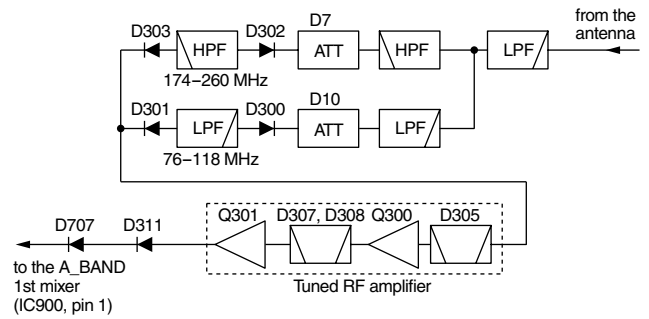 D303 D302 D7 from the
antenna
HPF ATT HPF LPF
174–260 MHz
D301 D300 D10
LPF ATT LPF
76–118 MHz
D707 D311 Q301 D307, D308 Q300 D305
to the A_BAND
1st mixer
(IC900, pin 1)
Tuned RF amplifier